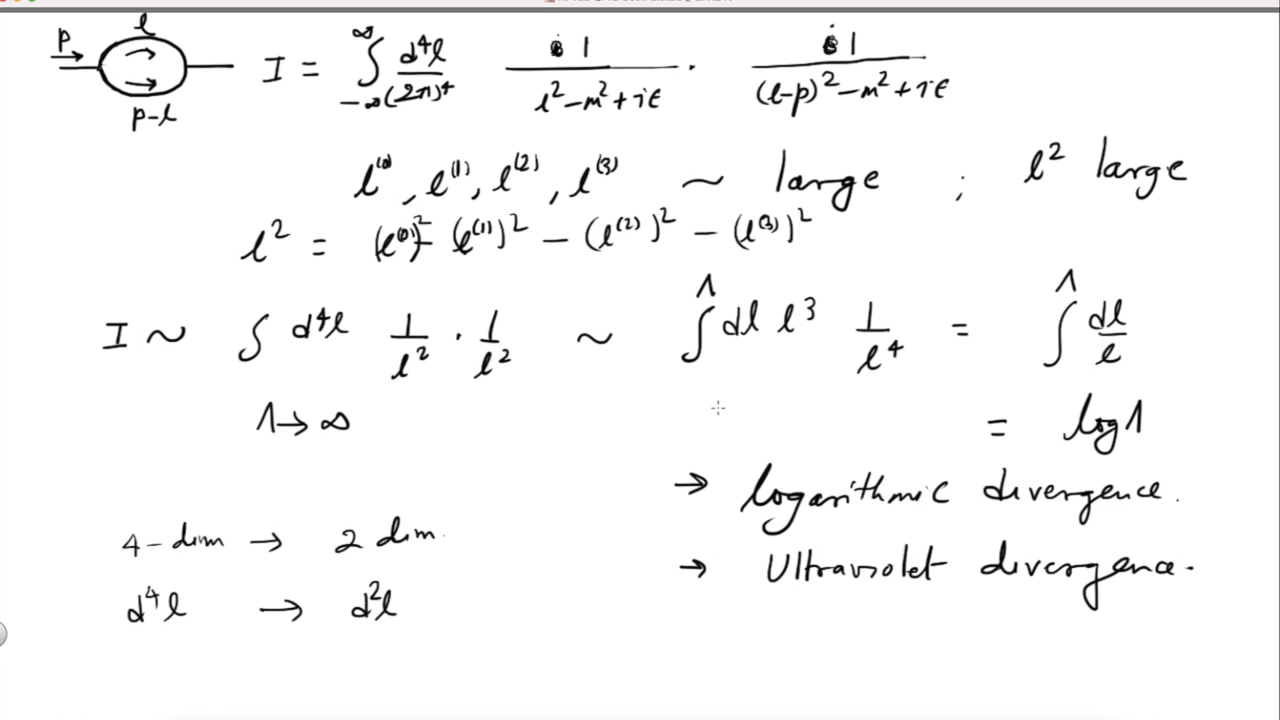 p l I = ∫_{-∞}^{∞} d⁴l/(2π)⁴ 1/(l² − m² + iε) · 1/((l−p)² − m² + iε)
p−l
l⁽⁰⁾, l⁽¹⁾, l⁽²⁾, l⁽³⁾ ~ large ; l² large
l² = (l⁽⁰⁾)² − (l⁽¹⁾)² − (l⁽²⁾)² − (l⁽³⁾)²
I ~ ∫ d⁴l 1/l² · 1/l² ~ ∫^Λ dl l³ 1/l⁴ = ∫^Λ dl/l
Λ → ∞ = log Λ
→ logarithmic divergence.
4-dim → 2 dim.
→ Ultraviolet divergence.
d⁴l → d²l